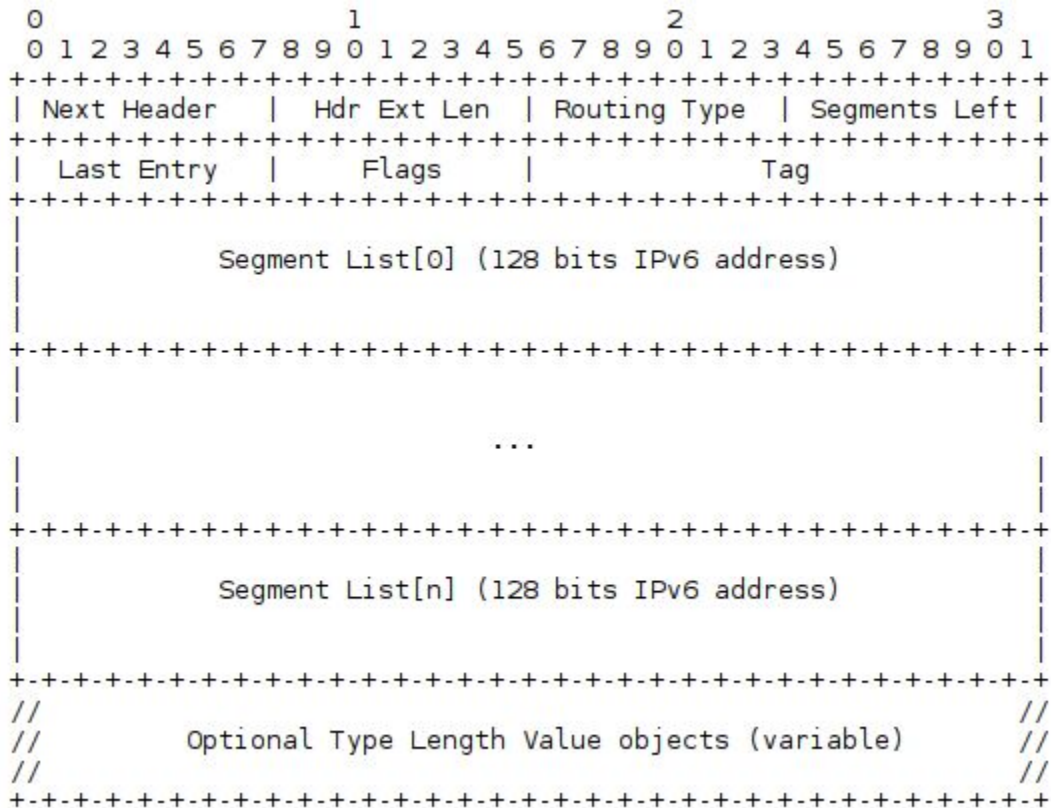 0                   1                   2                   3
0 1 2 3 4 5 6 7 8 9 0 1 2 3 4 5 6 7 8 9 0 1 2 3 4 5 6 7 8 9 0 1
+-+-+-+-+-+-+-+-+-+-+-+-+-+-+-+-+-+-+-+-+-+-+-+-+-+-+-+-+-+-+-+-+
| Next Header   |  Hdr Ext Len  | Routing Type  | Segments Left |
+-+-+-+-+-+-+-+-+-+-+-+-+-+-+-+-+-+-+-+-+-+-+-+-+-+-+-+-+-+-+-+-+
|  Last Entry   |     Flags     |              Tag              |
+-+-+-+-+-+-+-+-+-+-+-+-+-+-+-+-+-+-+-+-+-+-+-+-+-+-+-+-+-+-+-+-+
|                                                               |
|            Segment List[0] (128 bits IPv6 address)            |
|                                                               |
|                                                               |
+-+-+-+-+-+-+-+-+-+-+-+-+-+-+-+-+-+-+-+-+-+-+-+-+-+-+-+-+-+-+-+-+
|                                                               |
|                                                               |
                              ...
|                                                               |
|                                                               |
+-+-+-+-+-+-+-+-+-+-+-+-+-+-+-+-+-+-+-+-+-+-+-+-+-+-+-+-+-+-+-+-+
|                                                               |
|            Segment List[n] (128 bits IPv6 address)            |
|                                                               |
|                                                               |
+-+-+-+-+-+-+-+-+-+-+-+-+-+-+-+-+-+-+-+-+-+-+-+-+-+-+-+-+-+-+-+-+
//                                                             //
//         Optional Type Length Value objects (variable)       //
//                                                             //
+-+-+-+-+-+-+-+-+-+-+-+-+-+-+-+-+-+-+-+-+-+-+-+-+-+-+-+-+-+-+-+-+